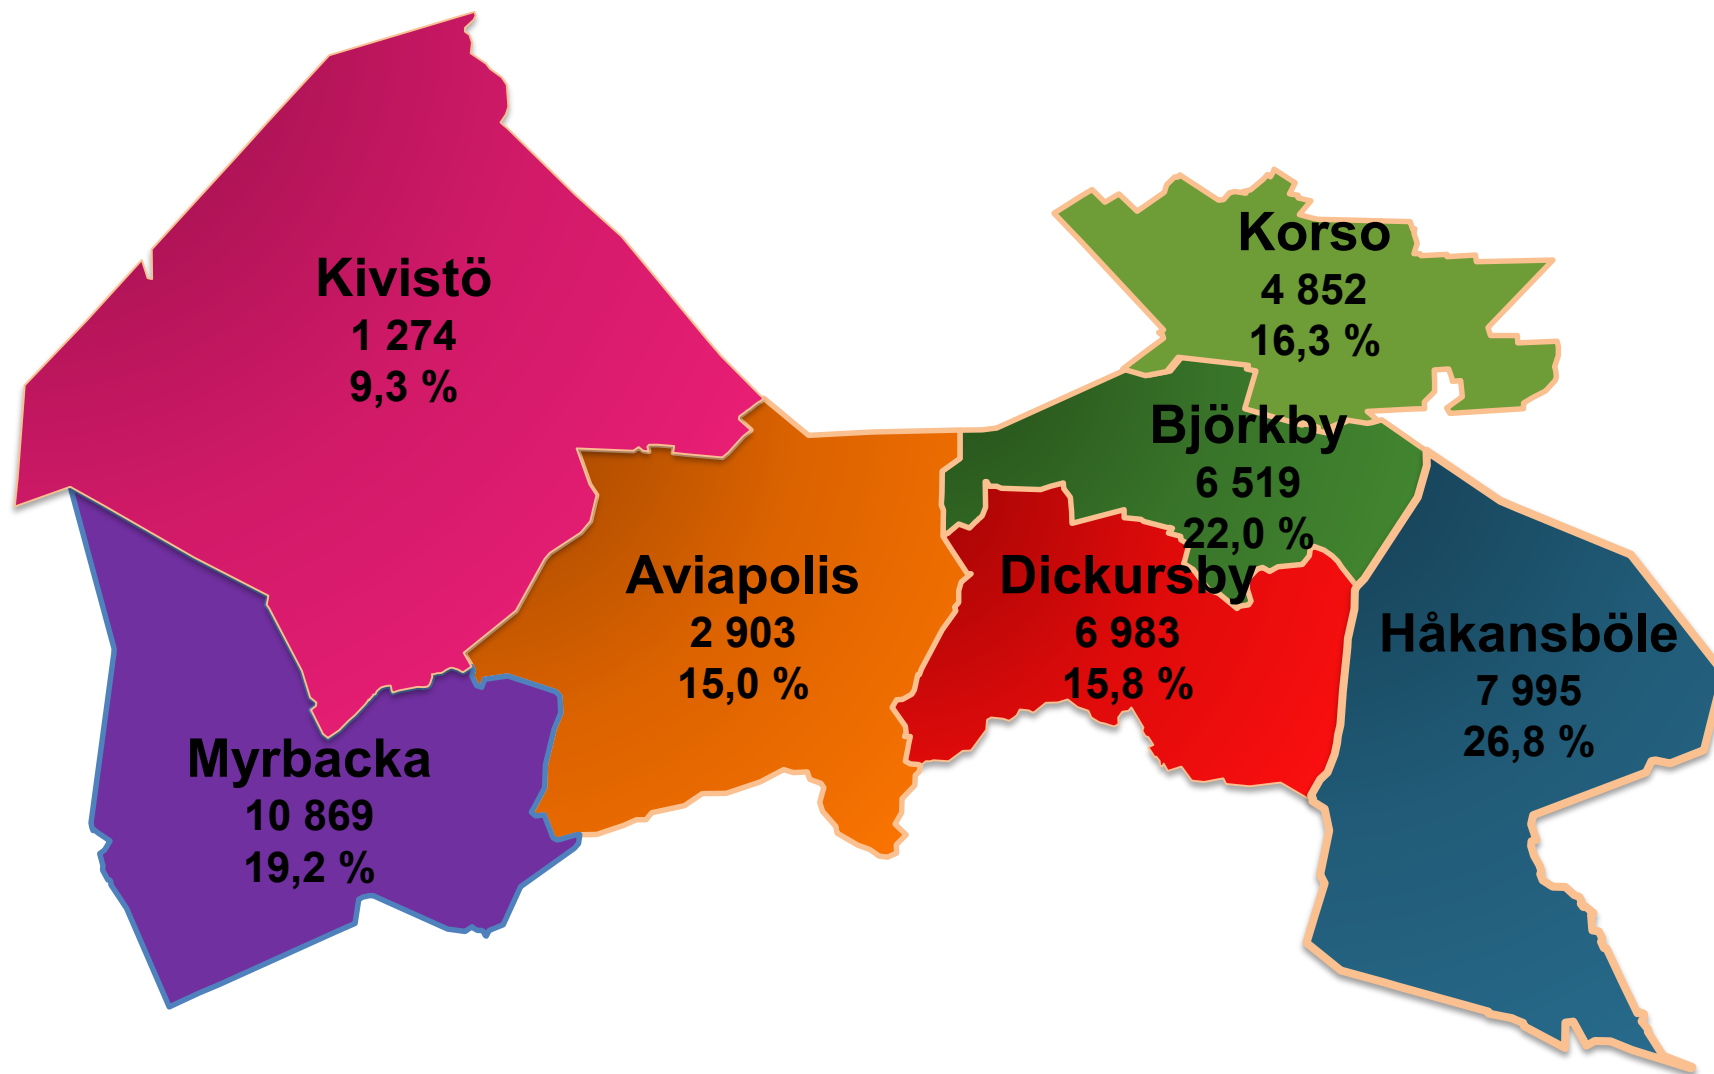 Kivistö
1 274
9,3 %
Korso
4 852
16,3 %
Björkby
6 519
22,0 %
Aviapolis
2 903
15,0 %
Dickursby
6 983
15,8 %
Håkansböle
7 995
26,8 %
Myrbacka
10 869
19,2 %